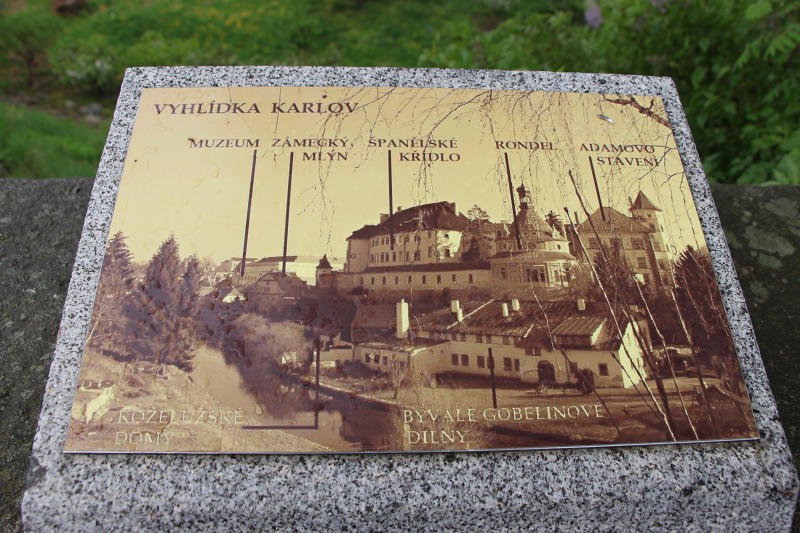 VYHLÍDKA KARLOV
MUZEUM ZÁMECKÝ ŠPANĚLSKÉ RONDEL ADAMOVO
MLÝN KŘÍDLO STAVENÍ
KOŽELUŽSKÉ BÝVALÉ GOBELÍNOVÉ
DOMY DÍLNY